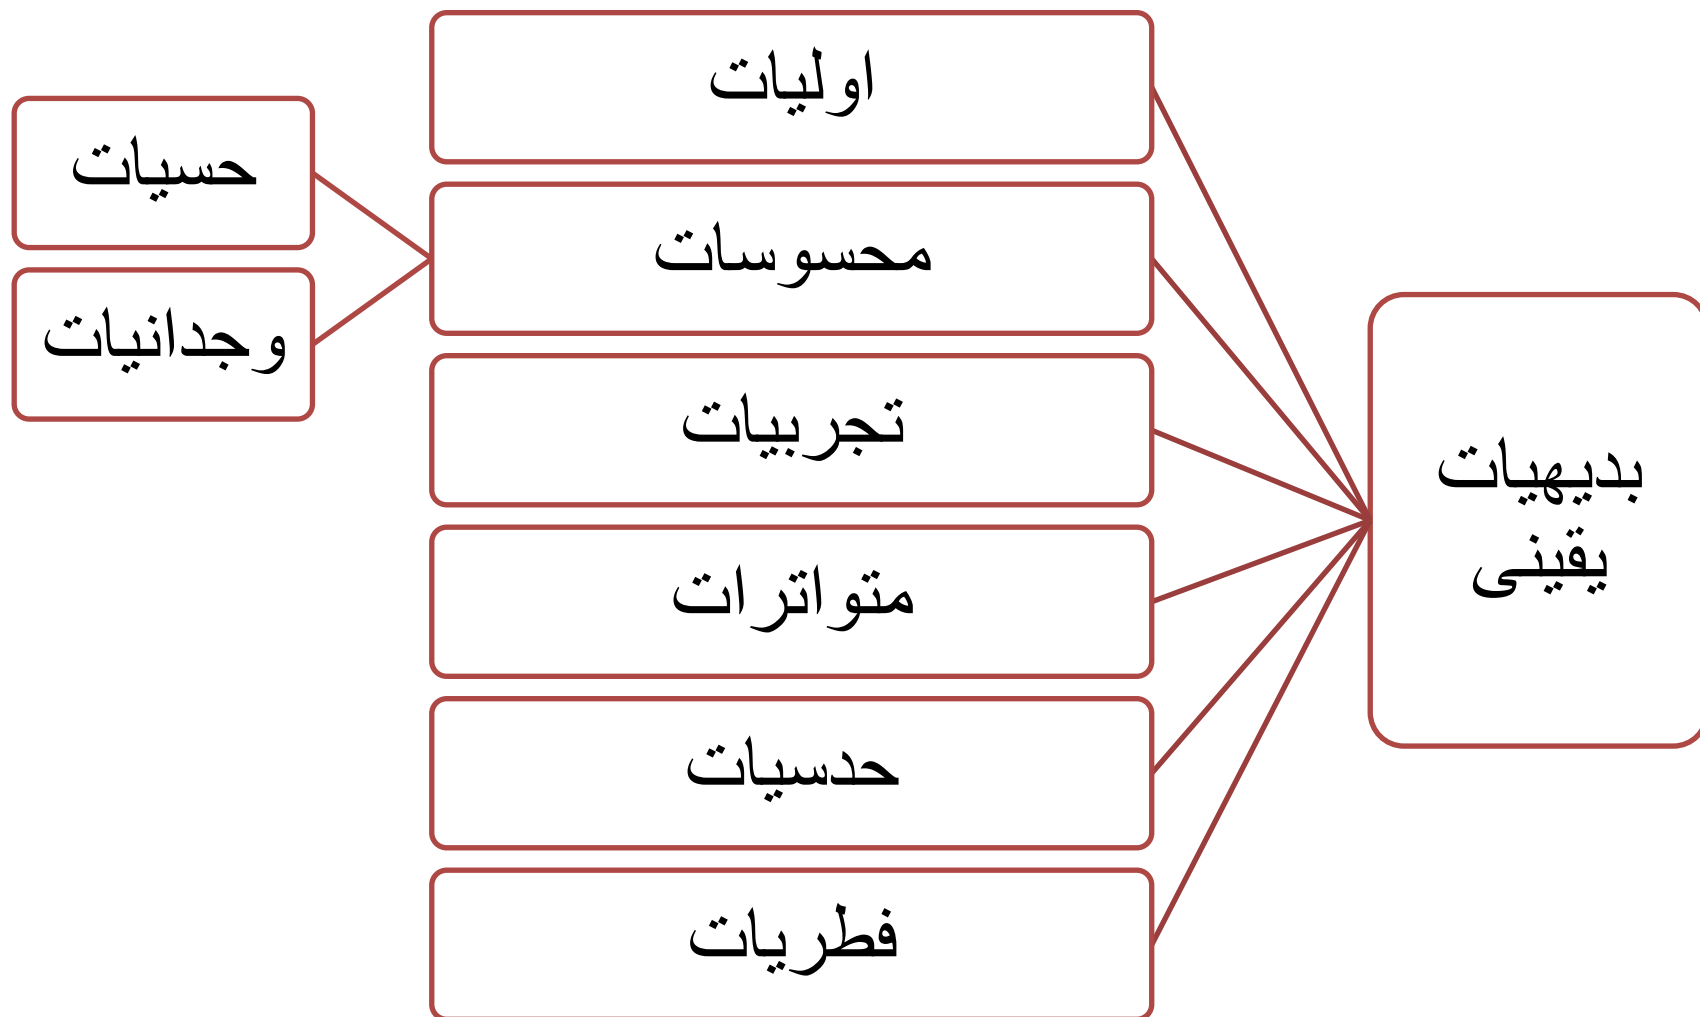 بدیهیات
یقینی
اولیات
محسوسات
حسیات
وجدانیات
تجربیات
متواترات
حدسیات
فطریات